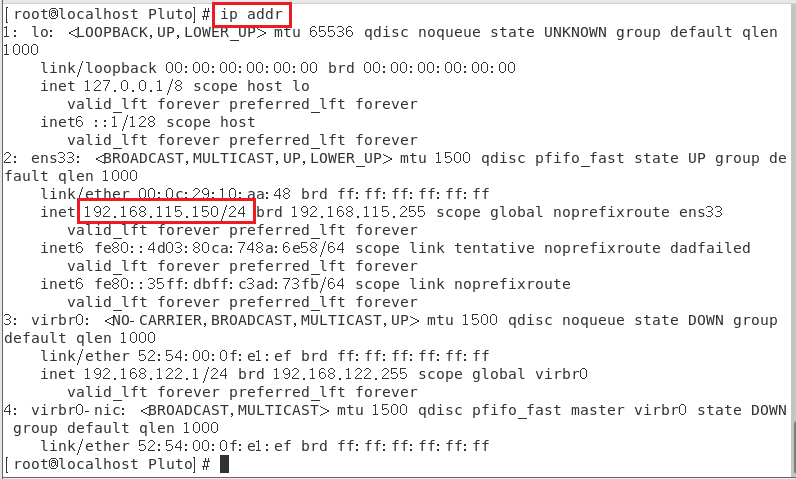 [root@localhost Pluto]# ip addr
1: lo: <LOOPBACK,UP,LOWER_UP> mtu 65536 qdisc noqueue state UNKNOWN group default qlen
1000
link/loopback 00:00:00:00:00:00 brd 00:00:00:00:00:00
inet 127.0.0.1/8 scope host lo
valid_lft forever preferred_lft forever
inet6 ::1/128 scope host
valid_lft forever preferred_lft forever
2: ens33: <BROADCAST,MULTICAST,UP,LOWER_UP> mtu 1500 qdisc pfifo_fast state UP group de
fault qlen 1000
link/ether 00:0c:29:10:aa:48 brd ff:ff:ff:ff:ff:ff
inet 192.168.115.150/24 brd 192.168.115.255 scope global noprefixroute ens33
valid_lft forever preferred_lft forever
inet6 fe80::4d03:80ca:748a:6e58/64 scope link tentative noprefixroute dadfailed
valid_lft forever preferred_lft forever
inet6 fe80::35ff:dbff:c3ad:73fb/64 scope link noprefixroute
valid_lft forever preferred_lft forever
3: virbr0: <NO-CARRIER,BROADCAST,MULTICAST,UP> mtu 1500 qdisc noqueue state DOWN group
default qlen 1000
link/ether 52:54:00:0f:e1:ef brd ff:ff:ff:ff:ff:ff
inet 192.168.122.1/24 brd 192.168.122.255 scope global virbr0
valid_lft forever preferred_lft forever
4: virbr0-nic: <BROADCAST,MULTICAST> mtu 1500 qdisc pfifo_fast master virbr0 state DOWN
group default qlen 1000
link/ether 52:54:00:0f:e1:ef brd ff:ff:ff:ff:ff:ff
[root@localhost Pluto]#